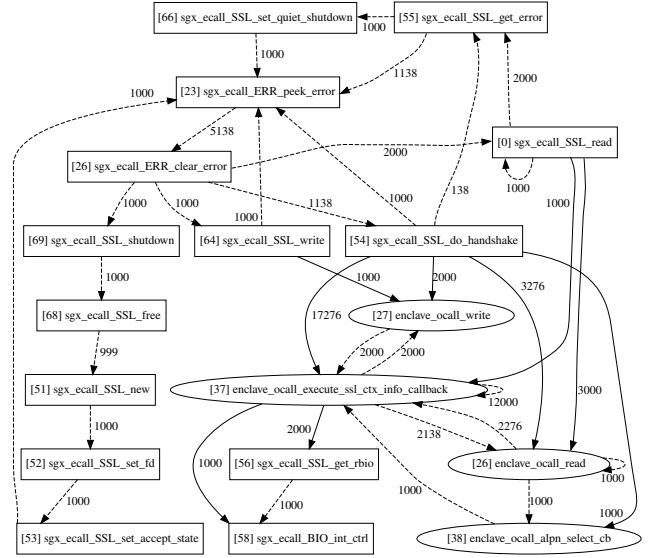 [66] sgx_ecall_SSL_set_quiet_shutdown
[55] sgx_ecall_SSL_get_error
1000
1000
1138
2000
1000
[23] sgx_ecall_ERR_peek_error
5138
[0] sgx_ecall_SSL_read
2000
[26] sgx_ecall_ERR_clear_error
1000
1000
1000
1138
1000
138
1000
1000
[69] sgx_ecall_SSL_shutdown
[64] sgx_ecall_SSL_write
[54] sgx_ecall_SSL_do_handshake
1000
1000
2000
3276
[68] sgx_ecall_SSL_free
17276
[27] enclave_ocall_write
999
2000
2000
[51] sgx_ecall_SSL_new
[37] enclave_ocall_execute_ssl_ctx_info_callback
12000
3000
1000
2000
2138
2276
[52] sgx_ecall_SSL_set_fd
1000
[56] sgx_ecall_SSL_get_rbio
[26] enclave_ocall_read
1000
1000
1000
1000
1000
1000
[53] sgx_ecall_SSL_set_accept_state
[58] sgx_ecall_BIO_int_ctrl
[38] enclave_ocall_alpn_select_cb